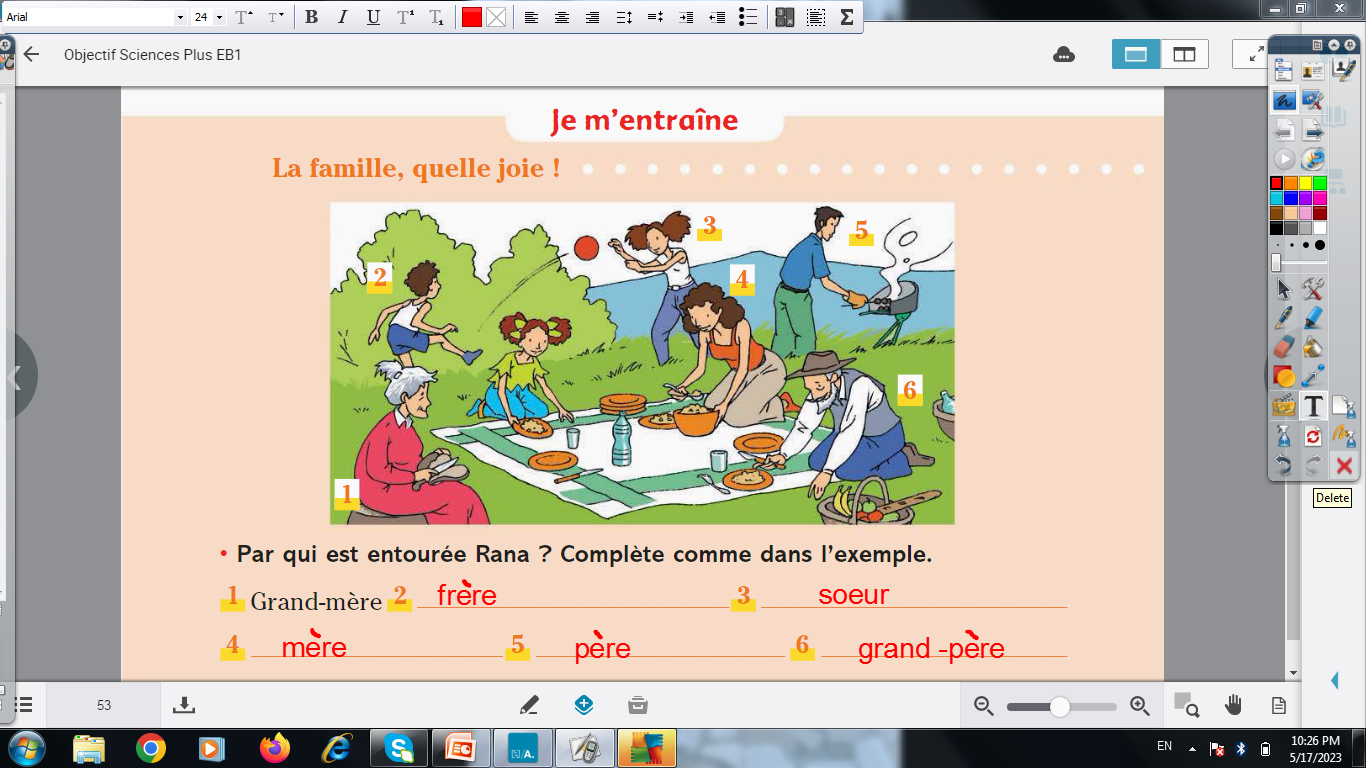 Arial 24 B I U T¹ T₁ Σ
Objectif Sciences Plus EB1
Je m'entraîne
La famille, quelle joie !
1
2
3
4
5
6
• Par qui est entourée Rana ? Complète comme dans l'exemple.
1 Grand-mère 2 frère 3 soeur
4 mère 5 père 6 grand -père
T
Delete
53
N/A.
EN
10:26 PM
5/17/2023